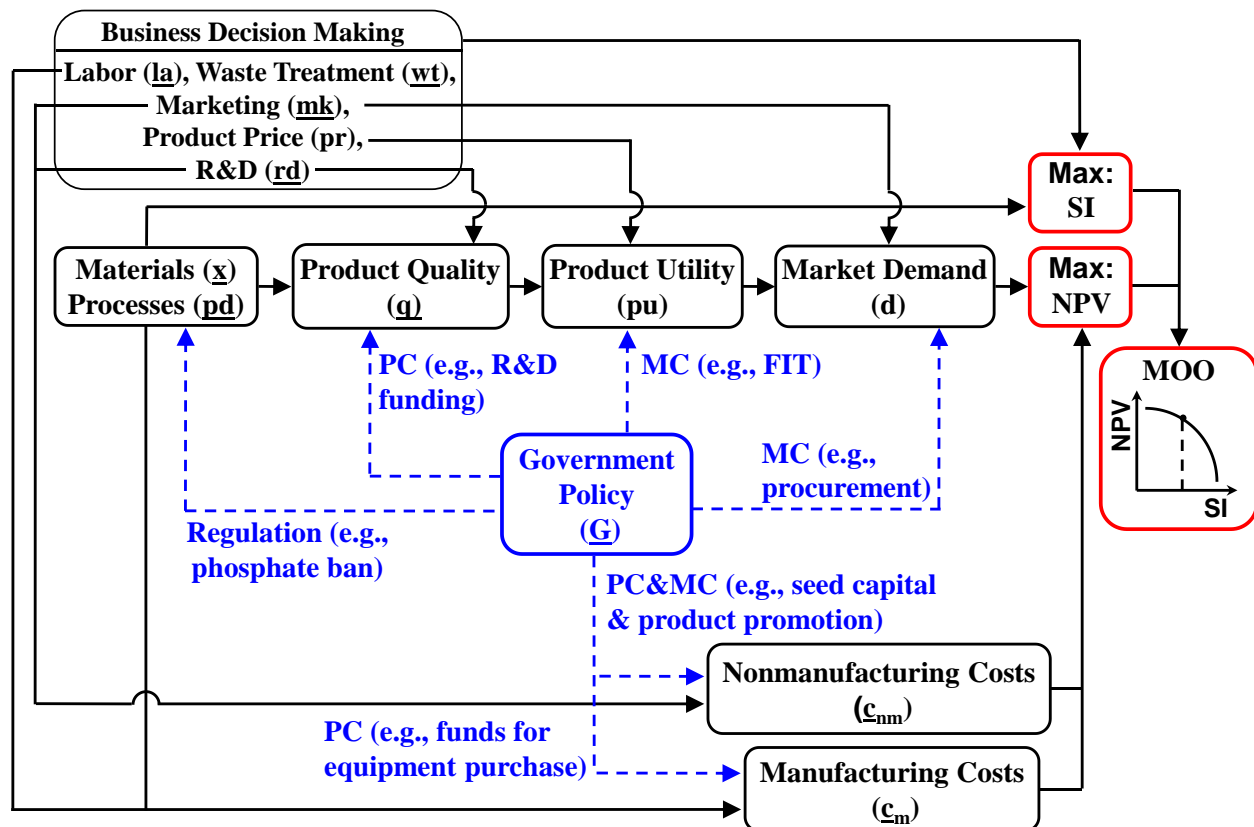 Business Decision Making
Labor (la), Waste Treatment (wt),
Marketing (mk),
Product Price (pr),
R&D (rd)
Max:
SI
Materials (x)
Processes (pd)
Product Quality
(q)
Product Utility
(pu)
Market Demand
(d)
Max:
NPV
PC (e.g., R&D
funding)
MC (e.g., FIT)
MOO
NPV
SI
Government
Policy
(G)
MC (e.g.,
procurement)
Regulation (e.g.,
phosphate ban)
PC&MC (e.g., seed capital
& product promotion)
Nonmanufacturing Costs
(cnm)
PC (e.g., funds for
equipment purchase)
Manufacturing Costs
(cm)